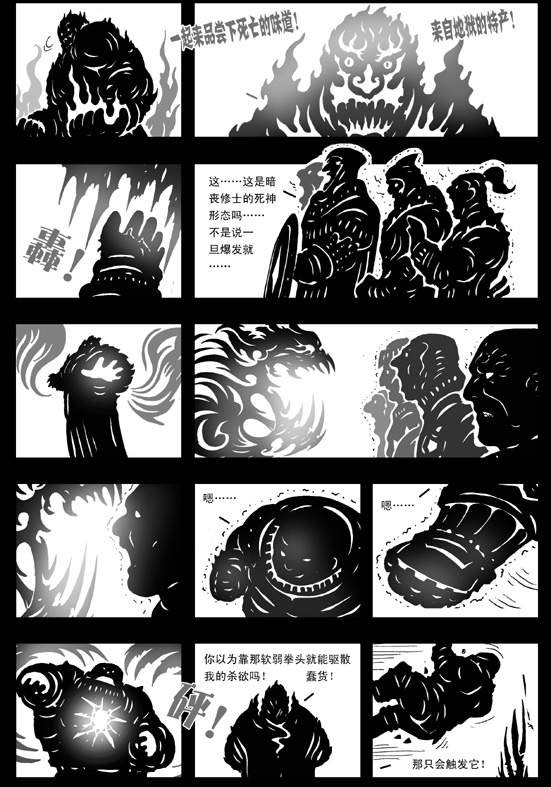 一起来品尝下死亡的味道！
来自地狱的特产！
轰！
这……这是暗
丧修士的死神
形态吗……
不是说一
旦爆发就
……
嗯……
嗯……
砰！
你以为靠那软弱拳头就能驱散
我的杀欲吗！ 蠢货！
那只会触发它！